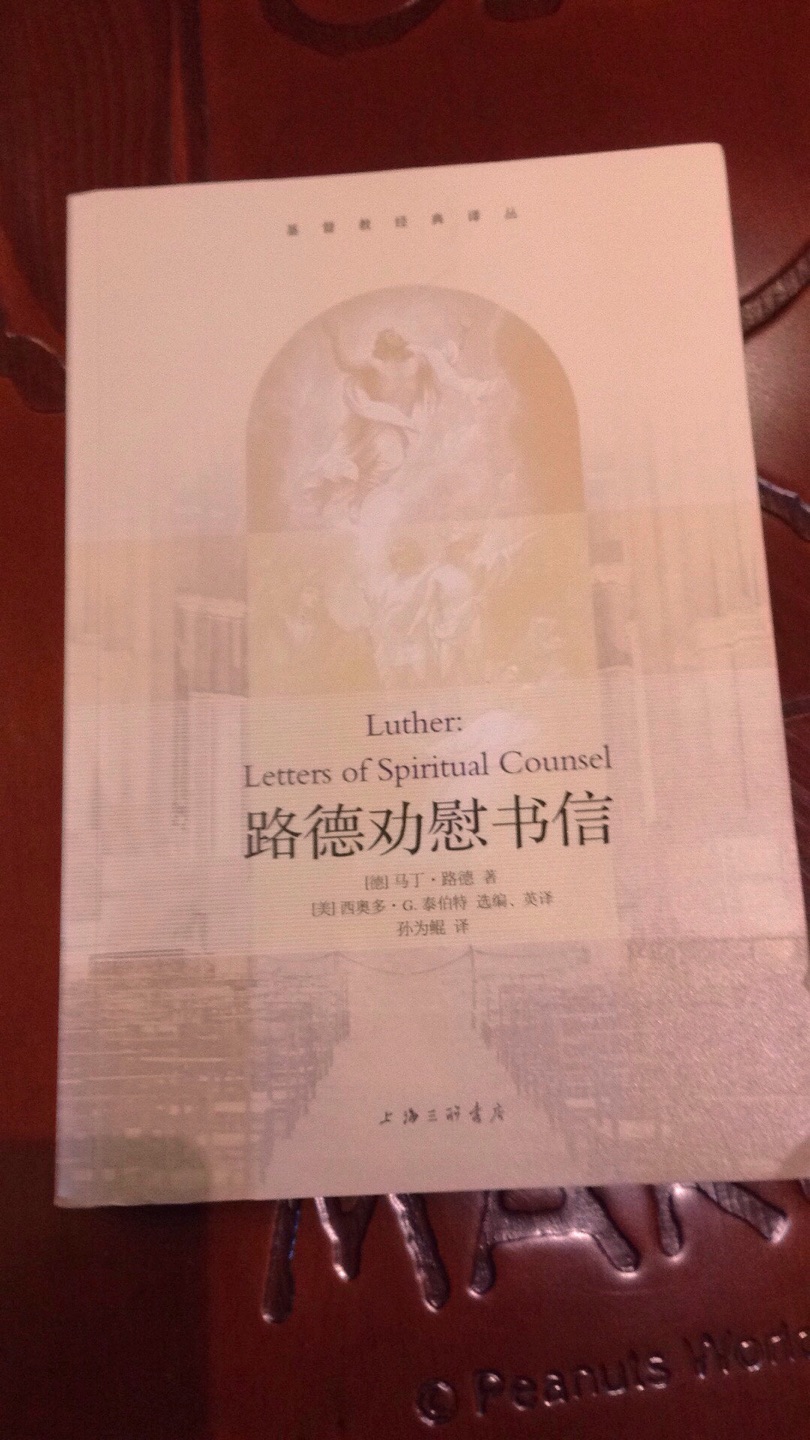 基督教经典译丛
Luther:
Letters of Spiritual Counsel
路德劝慰书信
[德] 马丁·路德 著
[美] 西奥多·G. 泰伯特 选编、英译
孙为鲲 译
上海三联书店
MAR
© Peanuts World